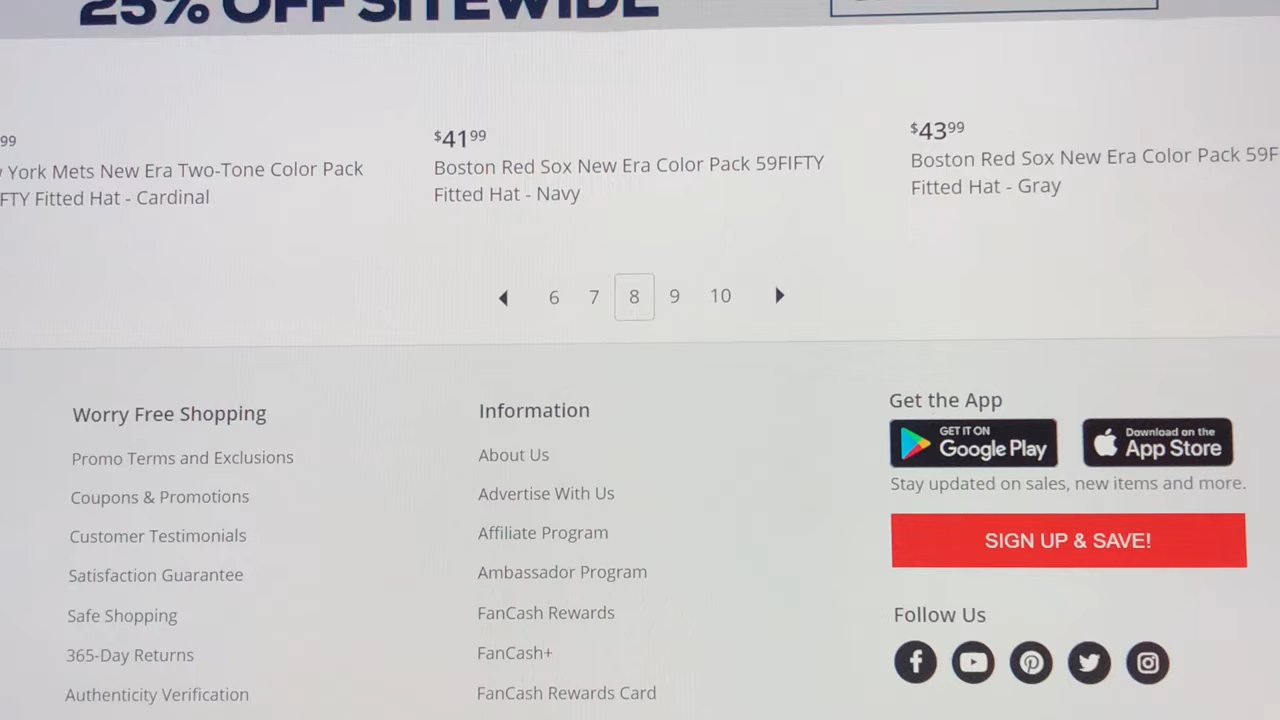 25% OFF SITEWIDE
99
York Mets New Era Two-Tone Color Pack
FTY Fitted Hat - Cardinal
$41 99
Boston Red Sox New Era Color Pack 59FIFTY
Fitted Hat - Navy
$43 99
Boston Red Sox New Era Color Pack 59F
Fitted Hat - Gray
6 7 8 9 10
Worry Free Shopping
Promo Terms and Exclusions
Coupons & Promotions
Customer Testimonials
Satisfaction Guarantee
Safe Shopping
365-Day Returns
Authenticity Verification
Information
About Us
Advertise With Us
Affiliate Program
Ambassador Program
FanCash Rewards
FanCash+
FanCash Rewards Card
Get the App
GET IT ON
Google Play
Download on the
App Store
Stay updated on sales, new items and more.
SIGN UP & SAVE!
Follow Us